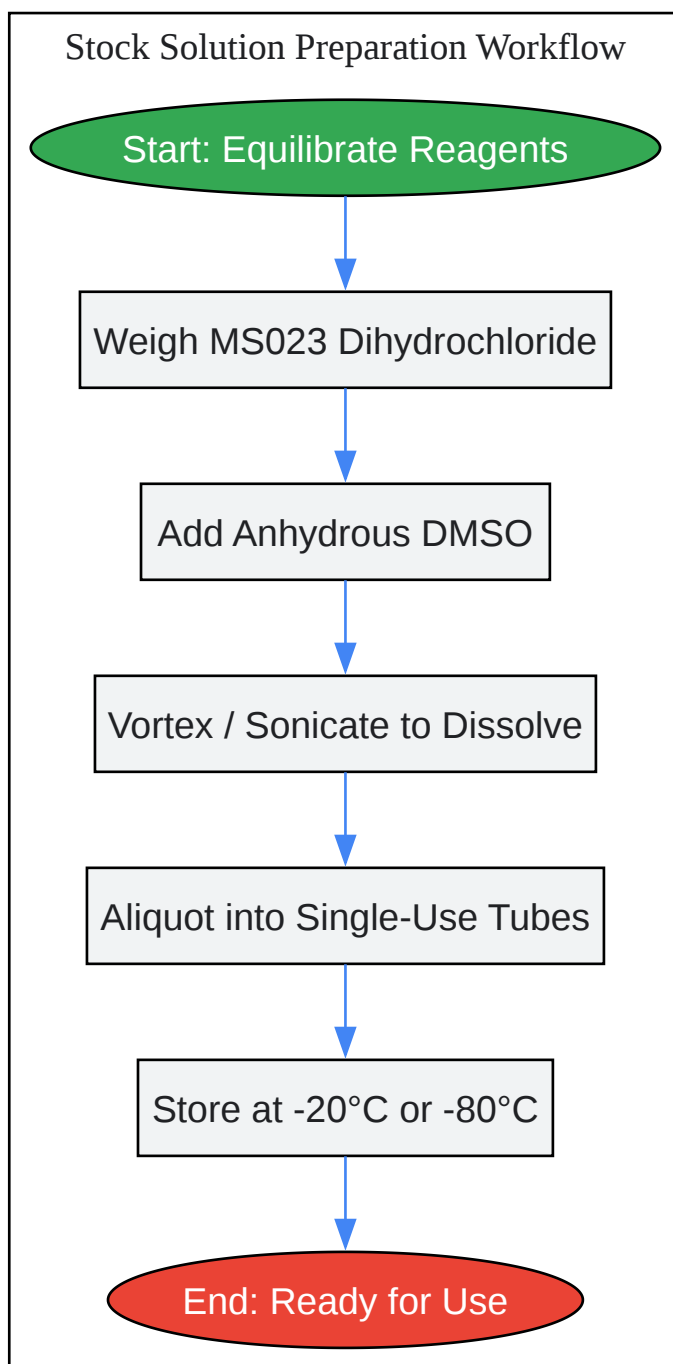 Stock Solution Preparation Workflow
Start: Equilibrate Reagents
Weigh MS023 Dihydrochloride
Add Anhydrous DMSO
Vortex / Sonicate to Dissolve
Aliquot into Single-Use Tubes
Store at -20°C or -80°C
End: Ready for Use